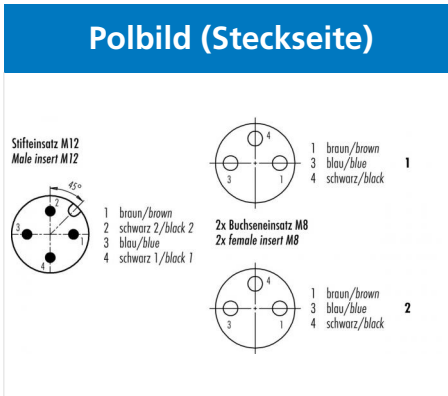 Polbild (Steckseite)
Stifteinsatz M12
Male insert M12
45°
2
3
1
4
1 braun/brown
2 schwarz 2/black 2
3 blau/blue
4 schwarz 1/black 1
4
3
1
1 braun/brown
3 blau/blue
4 schwarz/black
1
2x Buchseneinsatz M8
2x female insert M8
4
3
1
1 braun/brown
3 blau/blue
4 schwarz/black
2